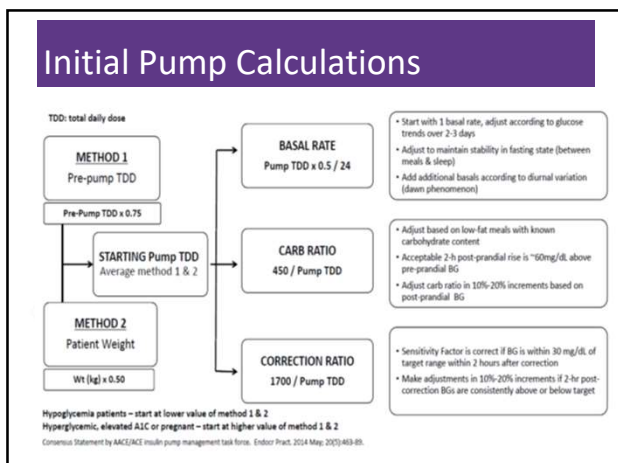 Initial Pump Calculations
TDD: total daily dose
METHOD 1
Pre-pump TDD
Pre-Pump TDD x 0.75
STARTING Pump TDD
Average method 1 & 2
METHOD 2
Patient Weight
Wt (kg) x 0.50
BASAL RATE
Pump TDD x 0.5 / 24
• Start with 1 basal rate, adjust according to glucose
trends over 2-3 days
• Adjust to maintain stability in fasting state (between
meals & sleep)
• Add additional basals according to diurnal variation
(dawn phenomenon)
CARB RATIO
450 / Pump TDD
• Adjust based on low-fat meals with known
carbohydrate content
• Acceptable 2-h post-prandial rise is ~60mg/dL above
pre-prandial BG
• Adjust carb ratio in 10%-20% increments based on
post-prandial BG
CORRECTION RATIO
1700 / Pump TDD
• Sensitivity Factor is correct if BG is within 30 mg/dL of
target range within 2 hours after correction
• Make adjustments in 10%-20% increments if 2-hr post-
correction BGs are consistently above or below target
Hypoglycemia patients – start at lower value of method 1 & 2
Hyperglycemic, elevated A1C or pregnant – start at higher value of method 1 & 2
Consensus Statement by AACE/ACE insulin pump management task force. Endocr Pract. 2014 May; 20(5):463-89.